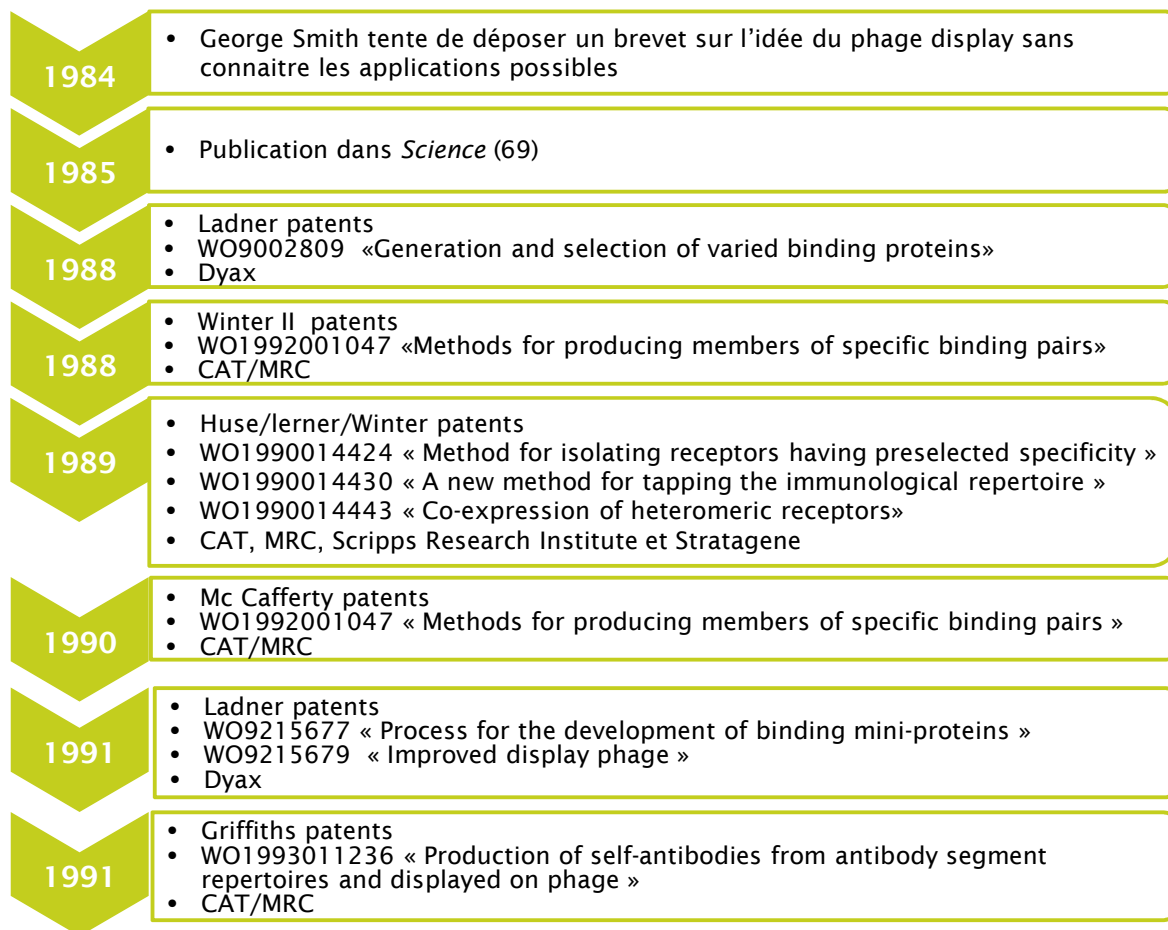 1984
• George Smith tente de déposer un brevet sur l’idée du phage display sans
connaitre les applications possibles
1985
• Publication dans Science (69)
1988
• Ladner patents
• WO9002809 «Generation and selection of varied binding proteins»
• Dyax
1988
• Winter II patents
• WO1992001047 «Methods for producing members of specific binding pairs»
• CAT/MRC
1989
• Huse/lerner/Winter patents
• WO1990014424 « Method for isolating receptors having preselected specificity »
• WO1990014430 « A new method for tapping the immunological repertoire »
• WO1990014443 « Co-expression of heteromeric receptors»
• CAT, MRC, Scripps Research Institute et Stratagene
1990
• Mc Cafferty patents
• WO1992001047 « Methods for producing members of specific binding pairs »
• CAT/MRC
1991
• Ladner patents
• WO9215677 « Process for the development of binding mini-proteins »
• WO9215679 « Improved display phage »
• Dyax
1991
• Griffiths patents
• WO1993011236 « Production of self-antibodies from antibody segment
repertoires and displayed on phage »
• CAT/MRC